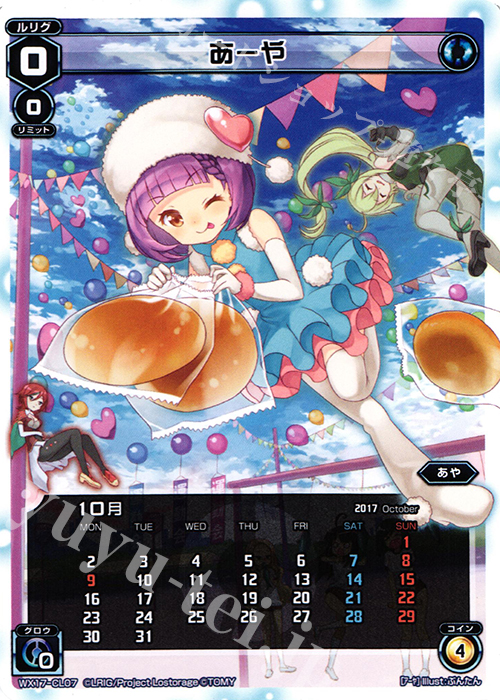 ルリグ
あーや
0
0
リミット
あや
10月
2017 October
MON TUE WED THU FRI SAT SUN
1
2 3 4 5 6 7 8
9 10 11 12 13 14 15
16 17 18 19 20 21 22
23 24 25 26 27 28 29
30 31
グロウ
0
コイン
4
WX17-CL07 ©LRIG/Project Lostorage ©TOMY
Illust:ぶんたん
yuyu-tei.jp